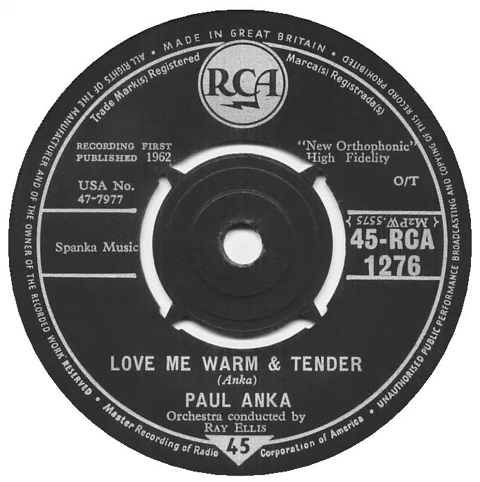 ALL RIGHTS OF THE MANUFACTURER AND OF THE OWNER OF THE RECORDED WORK RESERVED • MADE IN GREAT BRITAIN • UNAUTHORISED PUBLIC PERFORMANCE BROADCASTING AND COPYING OF THIS RECORD PROHIBITED
Trade Mark(s) Registered
Marca(s) Registrada(s)
RCA
RECORDING FIRST
PUBLISHED 1962
"New Orthophonic"
High Fidelity
USA No.
47-7977
O/T
{ M2PW.5575 }
Spanka Music
45-RCA
1276
LOVE ME WARM & TENDER
(Anka)
PAUL ANKA
Orchestra conducted by
RAY ELLIS
45
Master Recording of Radio Corporation of America